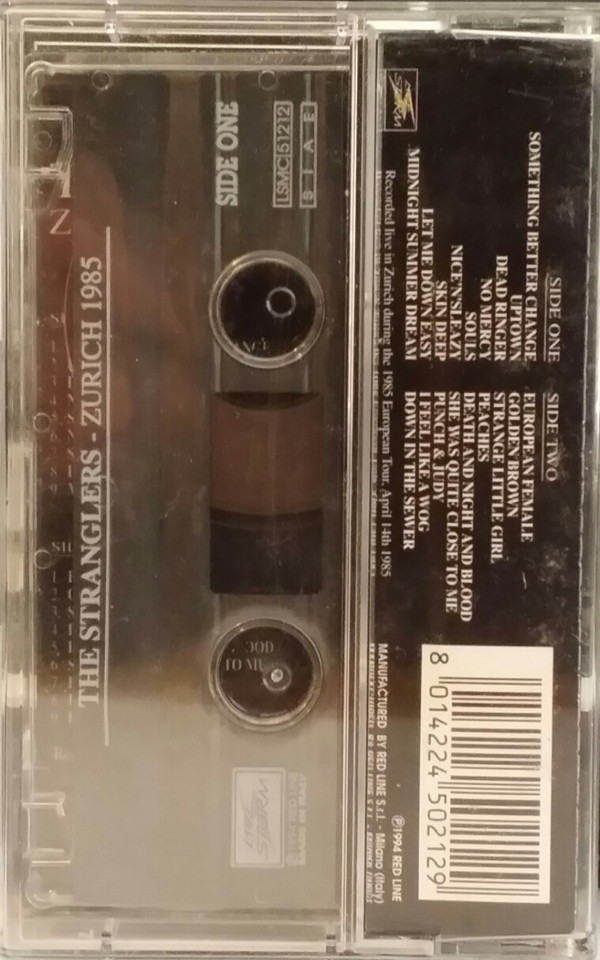 SIDE ONE
SOMETHING BETTER CHANGE
UPTOWN
DEAD RINGER
NO MERCY
SOULS
NICE'N'SLEAZY
SKIN DEEP
LET ME DOWN EASY
MIDNIGHT SUMMER DREAM
SIDE TWO
EUROPEAN FEMALE
GOLDEN BROWN
STRANGE LITTLE GIRL
PEACHES
DEATH AND NIGHT AND BLOOD
SHE WAS QUITE CLOSE TO ME
PUNCH & JUDY
I FEEL LIKE A WOG
DOWN IN THE SEWER
Recorded live in Zurich during the 1985 European Tour, April 14th 1985
STORM
8 014224 502129
℗1994 RED LINE
MANUFACTURED BY RED LINE S.r.l. - Milano (Italy)
S I A E
LSMC 51212
SIDE ONE
THE STRANGLERS - ZURICH 1985